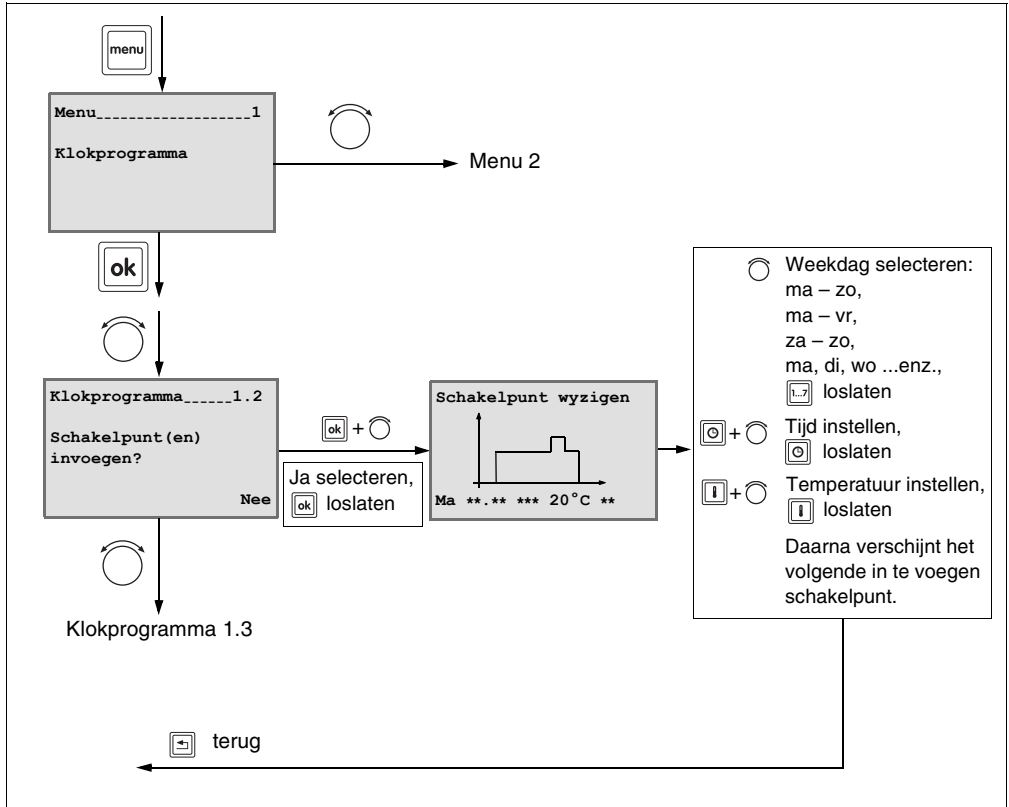 menu
Menu___________________1
Klokprogramma
Menu 2
ok
Klokprogramma______1.2
Schakelpunt(en)
invoegen?
Nee
ok +
Ja selecteren,
ok loslaten
Klokprogramma 1.3
Schakelpunt wyzigen
Ma **.** *** 20°C **
Weekdag selecteren:
ma – zo,
ma – vr,
za – zo,
ma, di, wo ...enz.,
1...7 loslaten
+ Tijd instellen,
loslaten
+ Temperatuur instellen,
loslaten
Daarna verschijnt het
volgende in te voegen
schakelpunt.
terug